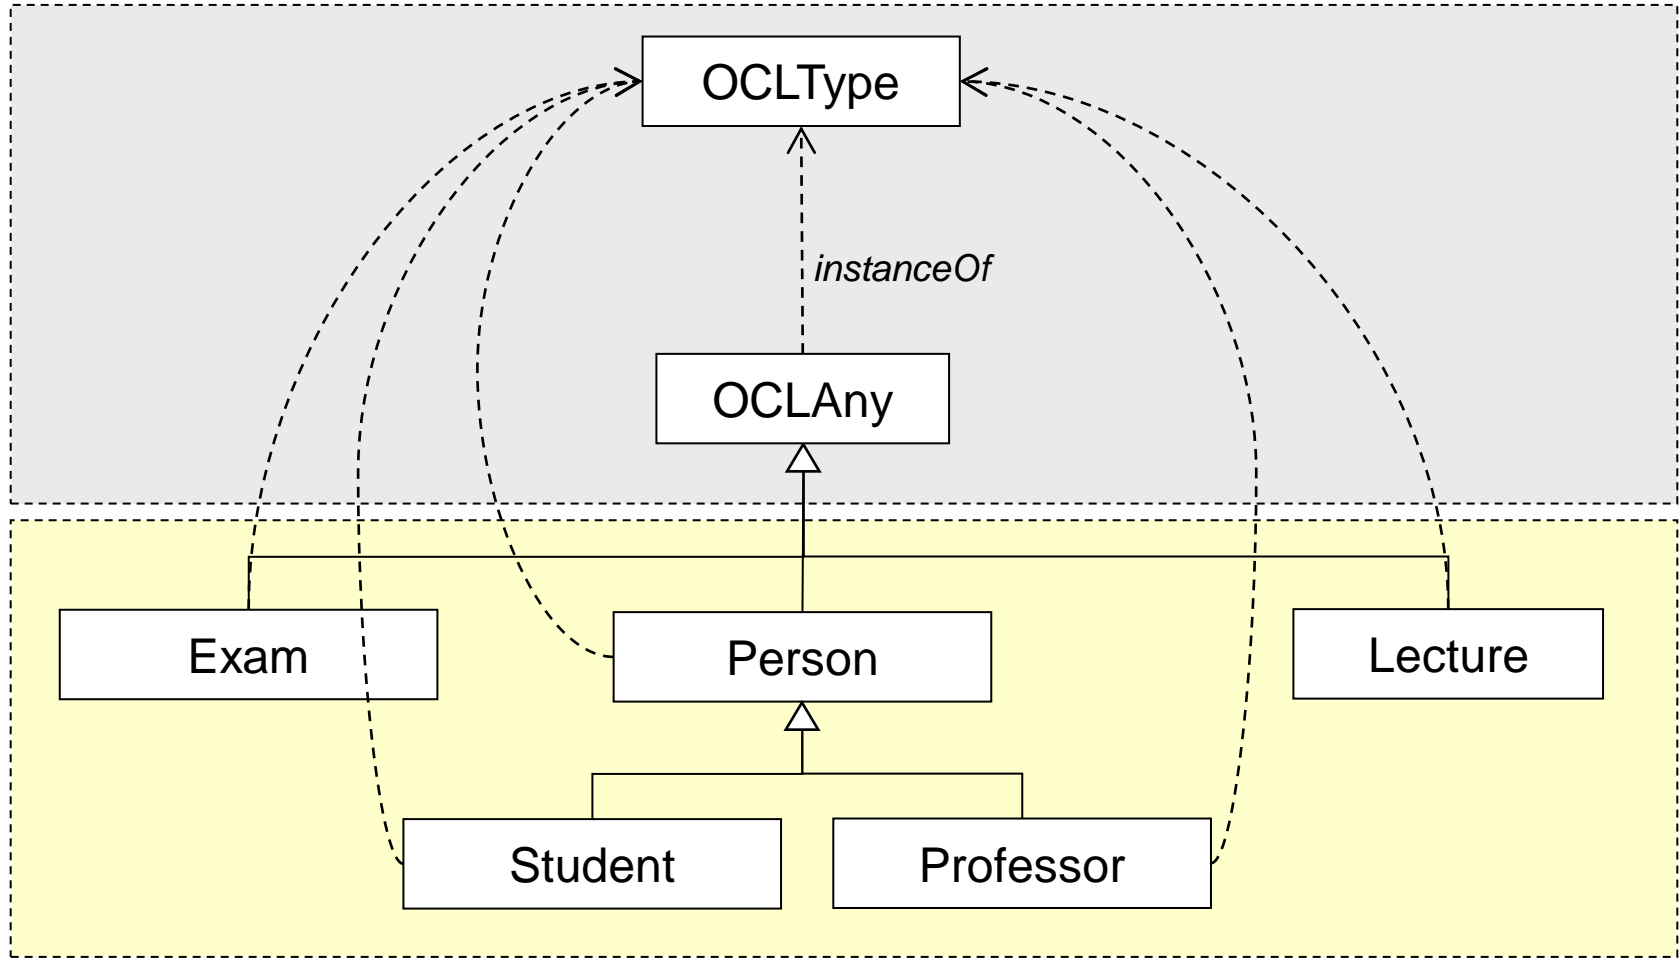 OCLType
instanceOf
OCLAny
Exam
Person
Lecture
Student
Professor